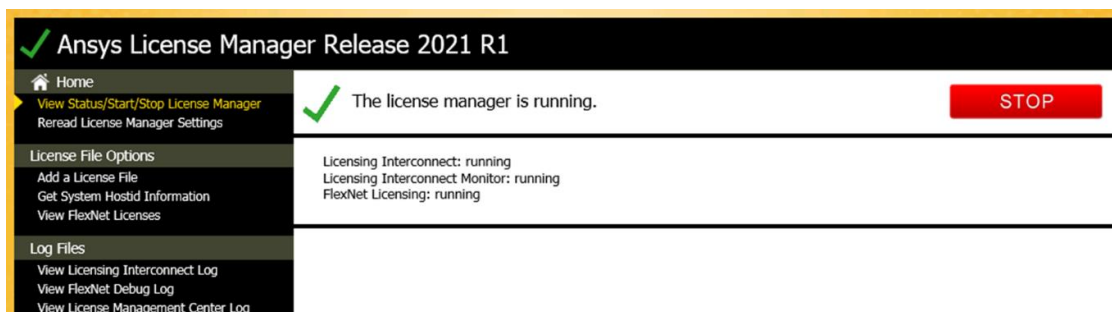 Ansys License Manager Release 2021 R1
Home
View Status/Start/Stop License Manager
Reread License Manager Settings
License File Options
Add a License File
Get System Hostid Information
View FlexNet Licenses
Log Files
View Licensing Interconnect Log
View FlexNet Debug Log
View License Management Center Log
The license manager is running.
STOP
Licensing Interconnect: running
Licensing Interconnect Monitor: running
FlexNet Licensing: running